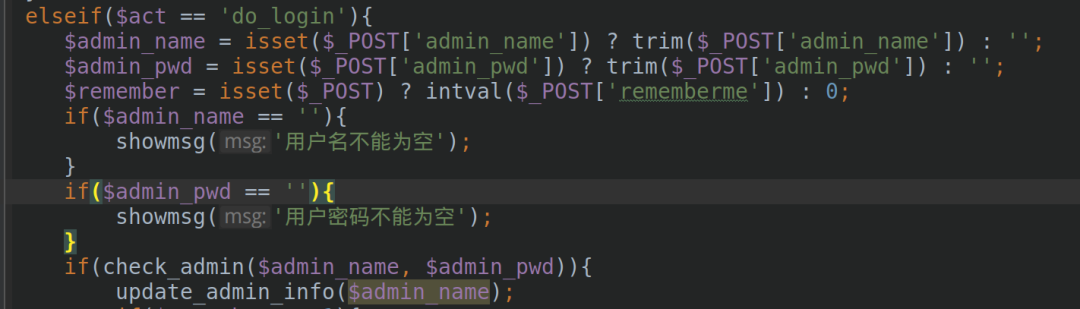 elseif($act == 'do_login'){
$admin_name = isset($_POST['admin_name']) ? trim($_POST['admin_name']) : '';
$admin_pwd = isset($_POST['admin_pwd']) ? trim($_POST['admin_pwd']) : '';
$remember = isset($_POST) ? intval($_POST['rememberme']) : 0;
if($admin_name == ''){
showmsg( msg: '用户名不能为空');
}
if($admin_pwd == ''){
showmsg( msg: '用户密码不能为空');
}
if(check_admin($admin_name, $admin_pwd)){
update_admin_info($admin_name);